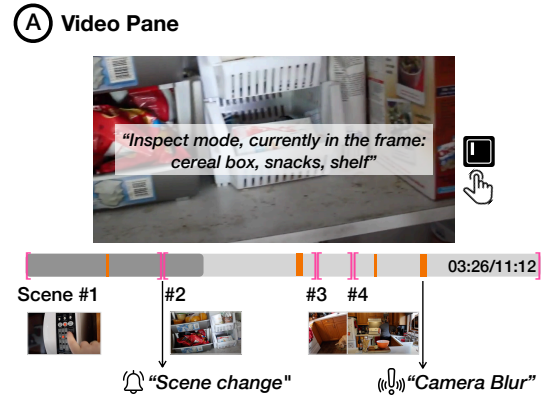 A Video Pane
"Inspect mode, currently in the frame:
cereal box, snacks, shelf"
03:26/11:12
Scene #1 #2 #3 #4
"Scene change" "Camera Blur"